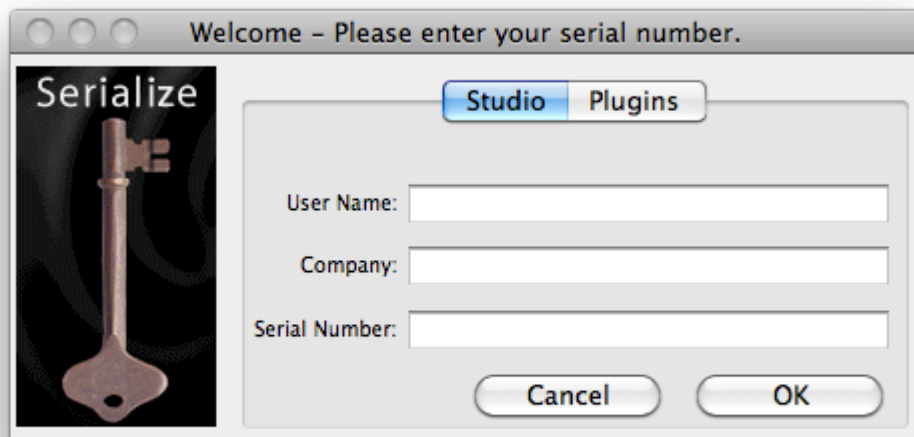 Welcome – Please enter your serial number.
Serialize
Studio Plugins
User Name:
Company:
Serial Number:
Cancel OK